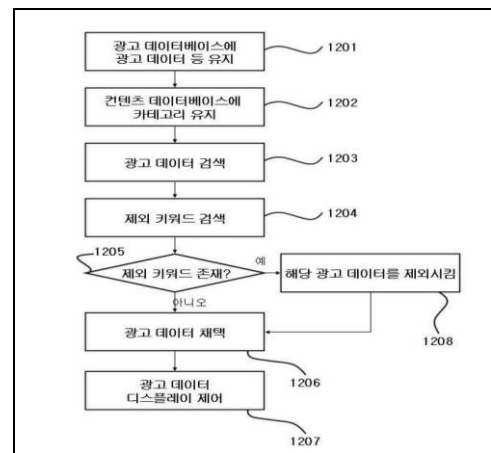 광고 데이터베이스에
광고 데이터 등 유지
1201
컨텐츠 데이터베이스에
카테고리 유지
1202
광고 데이터 검색
1203
제외 키워드 검색
1204
1205
제외 키워드 존재?
예
해당 광고 데이터를 제외시킴
1208
아니오
광고 데이터 채택
1206
광고 데이터
디스플레이 제어
1207